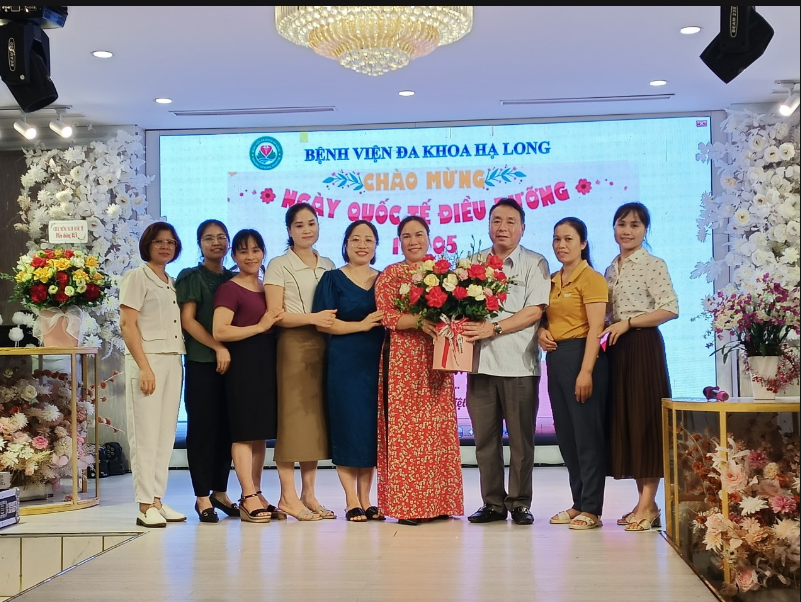 BỆNH VIỆN ĐA KHOA HẠ LONG
CHÀO MỪNG
NGÀY QUỐC TẾ ĐIỀU DƯỠNG